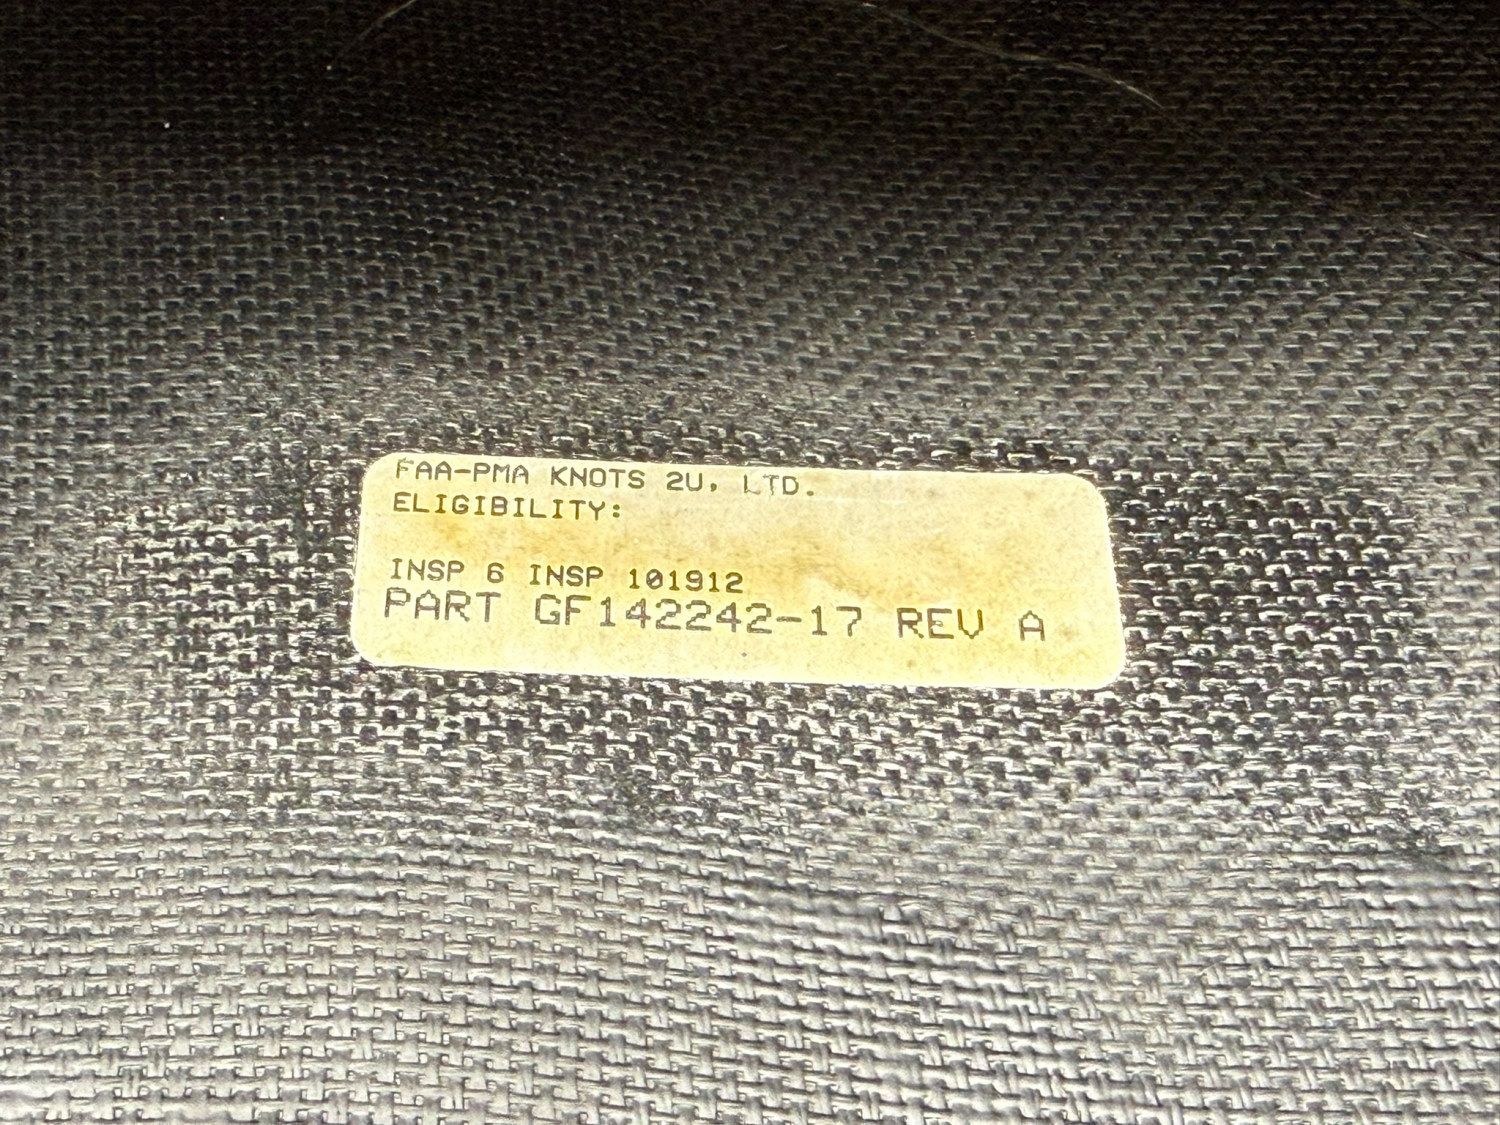 FAA-PMA KNOTS 2U, LTD.
ELIGIBILITY:
INSP 6 INSP 101912
PART GF142242-17 REV A